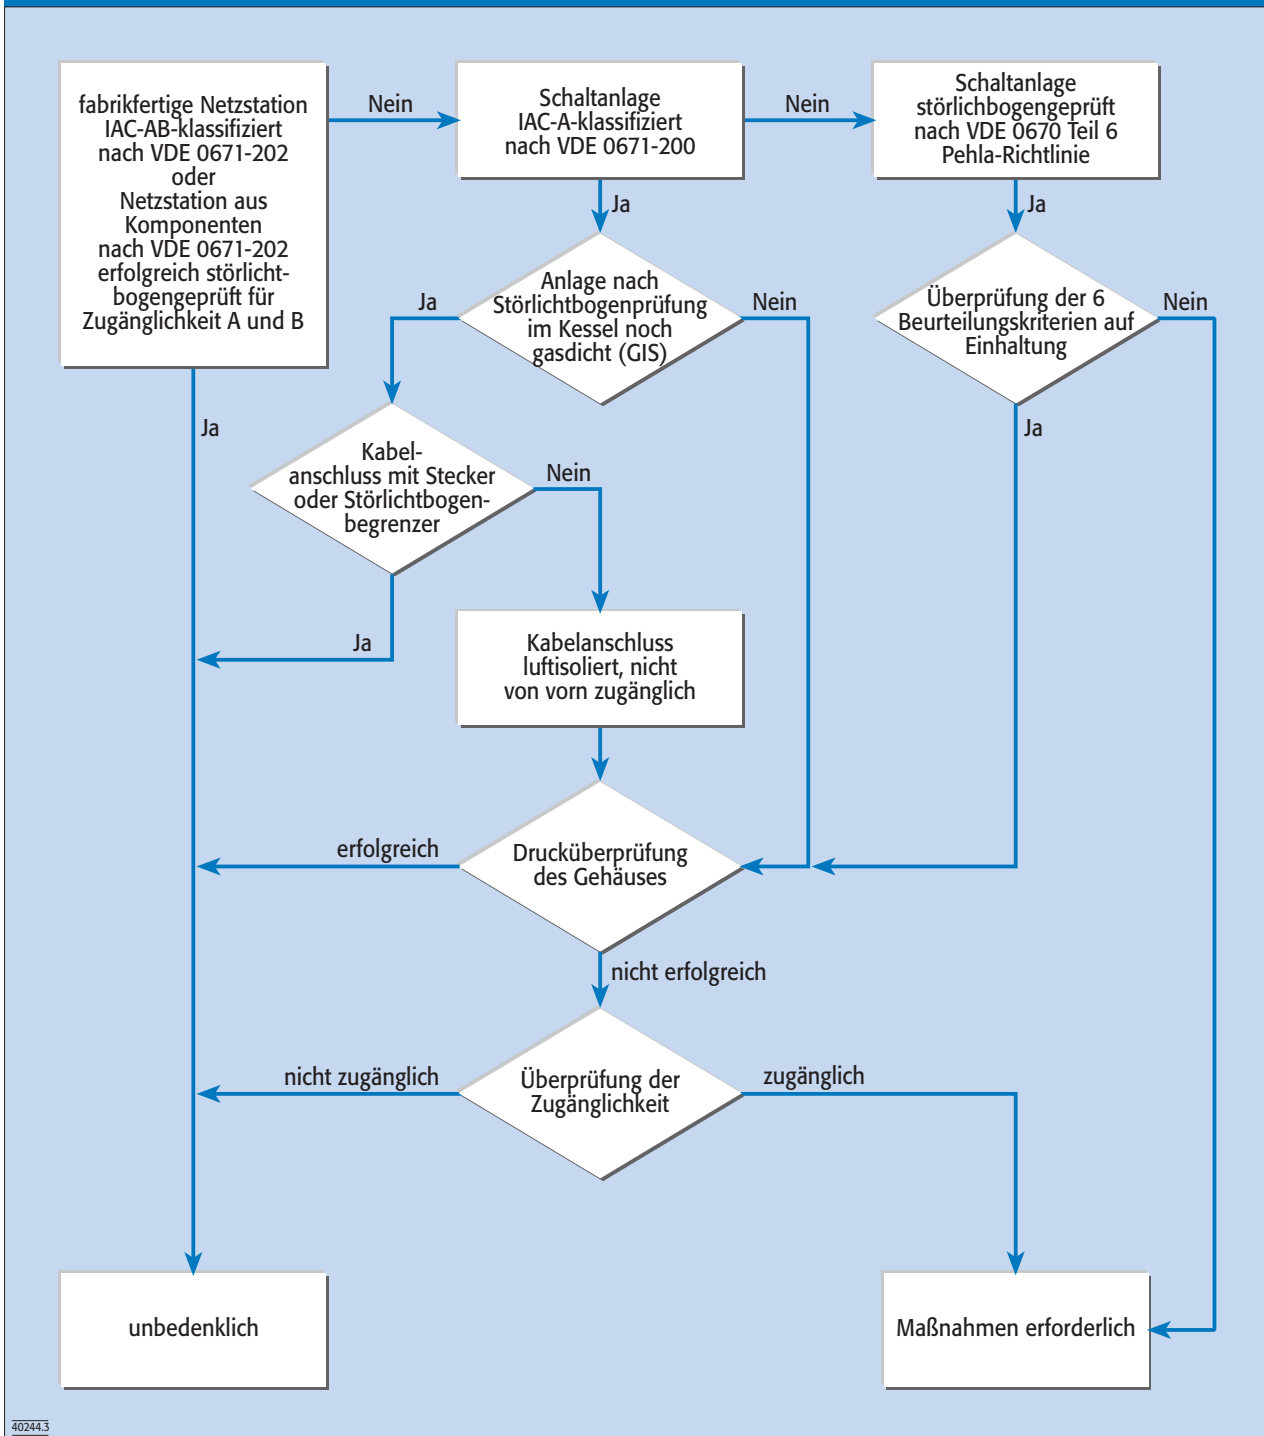 fabrikfertige Netzstation
IAC-AB-klassifiziert
nach VDE 0671-202
oder
Netzstation aus
Komponenten
nach VDE 0671-202
erfolgreich störlicht-
bogengeprüft für
Zugänglichkeit A und B
Nein
Schaltanlage
IAC-A-klassifiziert
nach VDE 0671-200
Nein
Schaltanlage
störlichbogengeprüft
nach VDE 0670 Teil 6
Pehla-Richtlinie
Ja
Ja
Ja
Anlage nach
Störlichtbogenprüfung
im Kessel noch
gasdicht (GIS)
Nein
Überprüfung der 6
Beurteilungskriterien auf
Einhaltung
Nein
Ja
Kabel-
anschluss mit Stecker
oder Störlichtbogen-
begrenzer
Nein
Ja
Ja
Kabelanschluss
luftisoliert, nicht
von vorn zugänglich
erfolgreich
Drucküberprüfung
des Gehäuses
nicht erfolgreich
nicht zugänglich
Überprüfung der
Zugänglichkeit
zugänglich
unbedenklich
Maßnahmen erforderlich
40244.3